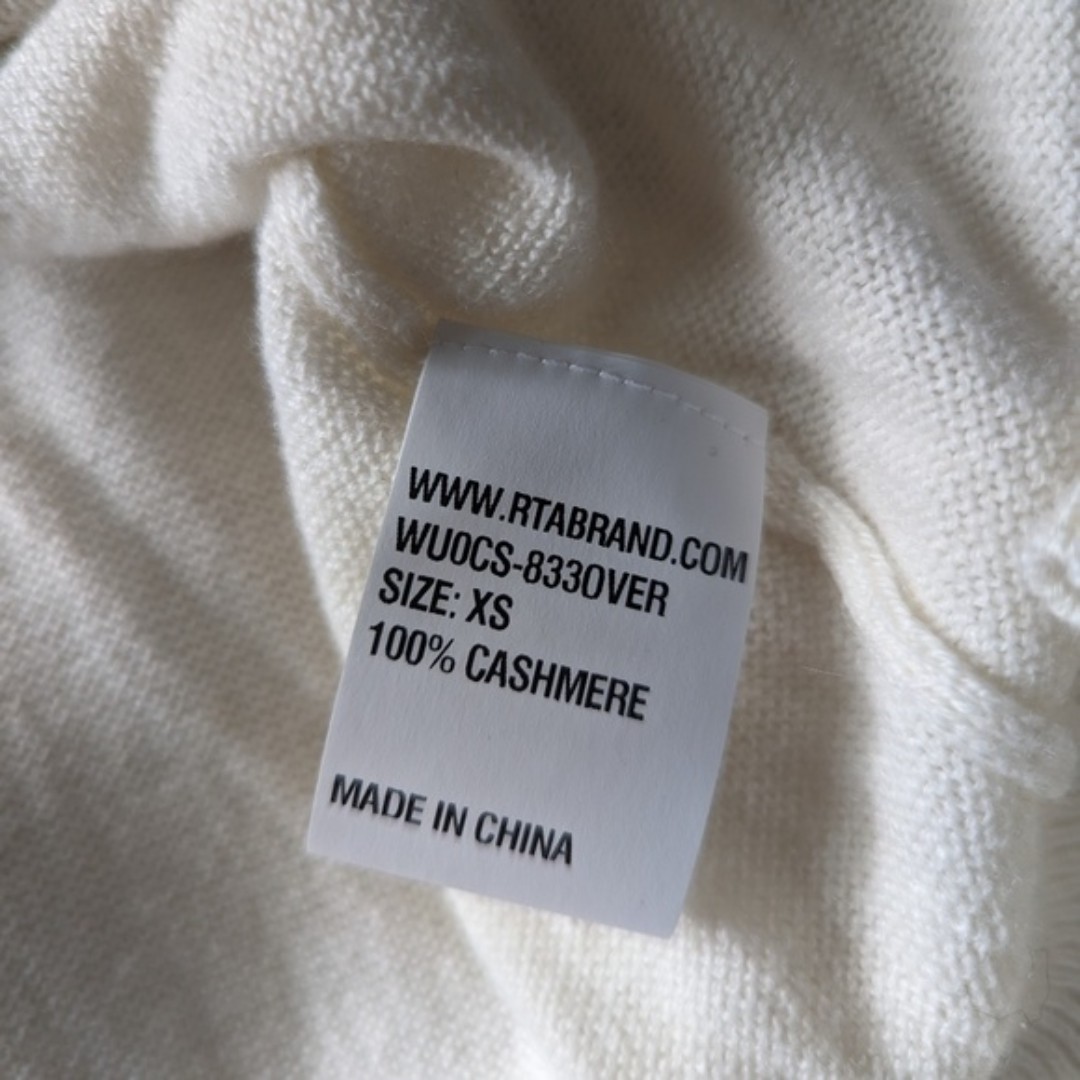 WWW.RTABRAND.COM
WU0CS-8330VER
SIZE: XS
100% CASHMERE
MADE IN CHINA